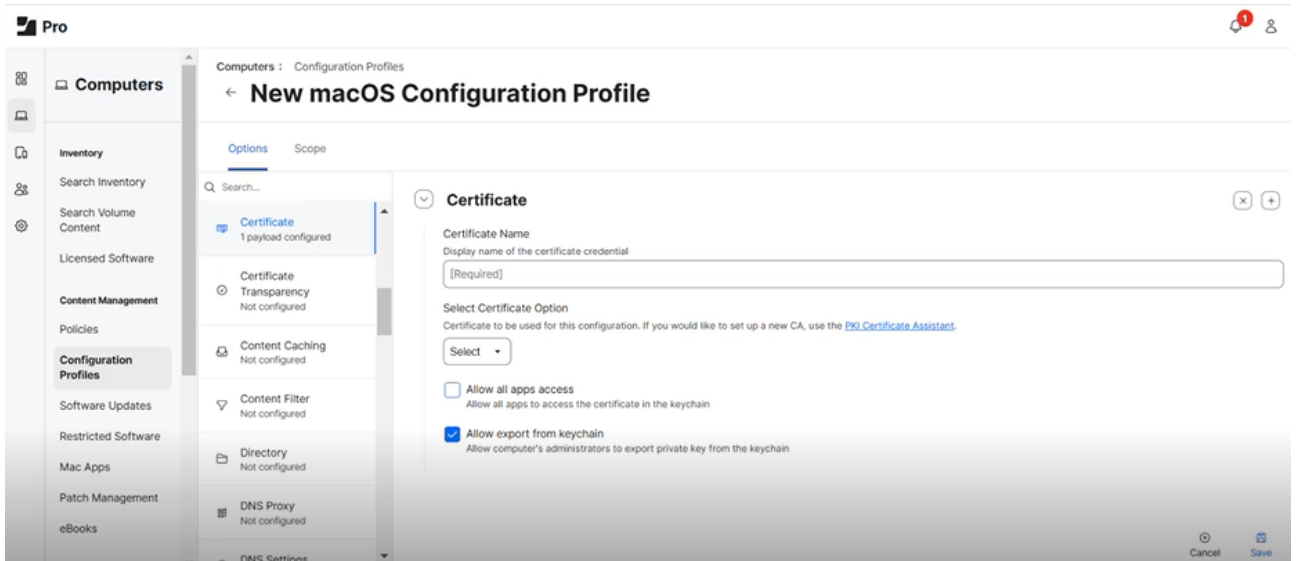 Pro
1
Computers
Inventory
Search Inventory
Search Volume
Content
Licensed Software
Content Management
Policies
Configuration
Profiles
Software Updates
Restricted Software
Mac Apps
Patch Management
eBooks
Computers : Configuration Profiles
← New macOS Configuration Profile
Options Scope
Search...
Certificate
1 payload configured
Certificate
Transparency
Not configured
Content Caching
Not configured
Content Filter
Not configured
Directory
Not configured
DNS Proxy
Not configured
DNS Settings
Certificate
Certificate Name
Display name of the certificate credential
[Required]
Select Certificate Option
Certificate to be used for this configuration. If you would like to set up a new CA, use the PKI Certificate Assistant.
Select
Allow all apps access
Allow all apps to access the certificate in the keychain
Allow export from keychain
Allow computer's administrators to export private key from the keychain
Cancel Save